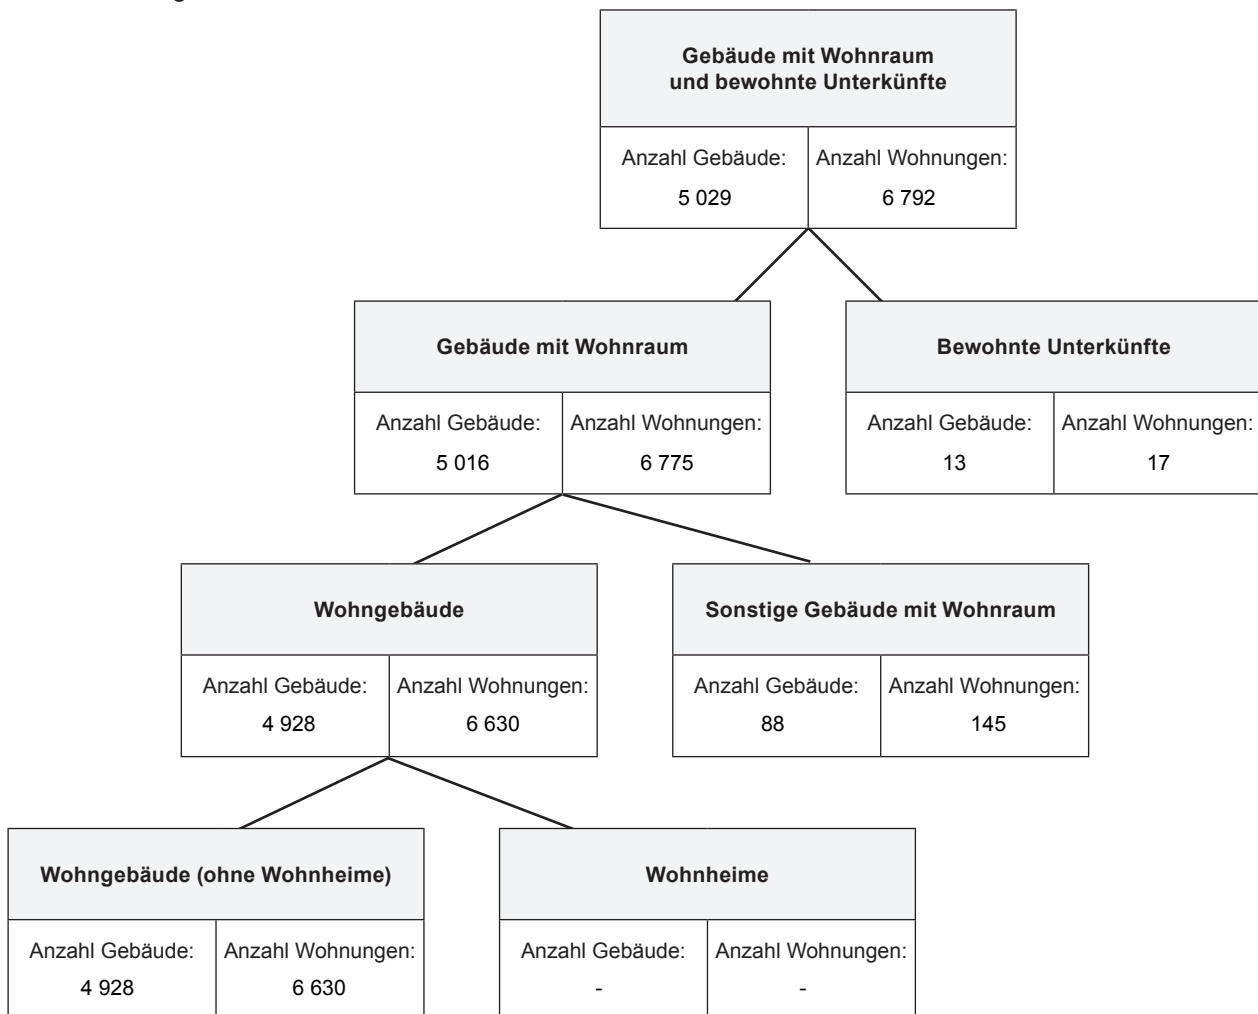 Gebäude mit Wohnraum
und bewohnte Unterkünfte
Anzahl Gebäude: Anzahl Wohnungen:
5 029 6 792
Gebäude mit Wohnraum Bewohnte Unterkünfte
Anzahl Gebäude: Anzahl Wohnungen: Anzahl Gebäude: Anzahl Wohnungen:
5 016 6 775 13 17
Wohngebäude Sonstige Gebäude mit Wohnraum
Anzahl Gebäude: Anzahl Wohnungen: Anzahl Gebäude: Anzahl Wohnungen:
4 928 6 630 88 145
Wohngebäude (ohne Wohnheime) Wohnheime
Anzahl Gebäude: Anzahl Wohnungen: Anzahl Gebäude: Anzahl Wohnungen:
4 928 6 630 - -